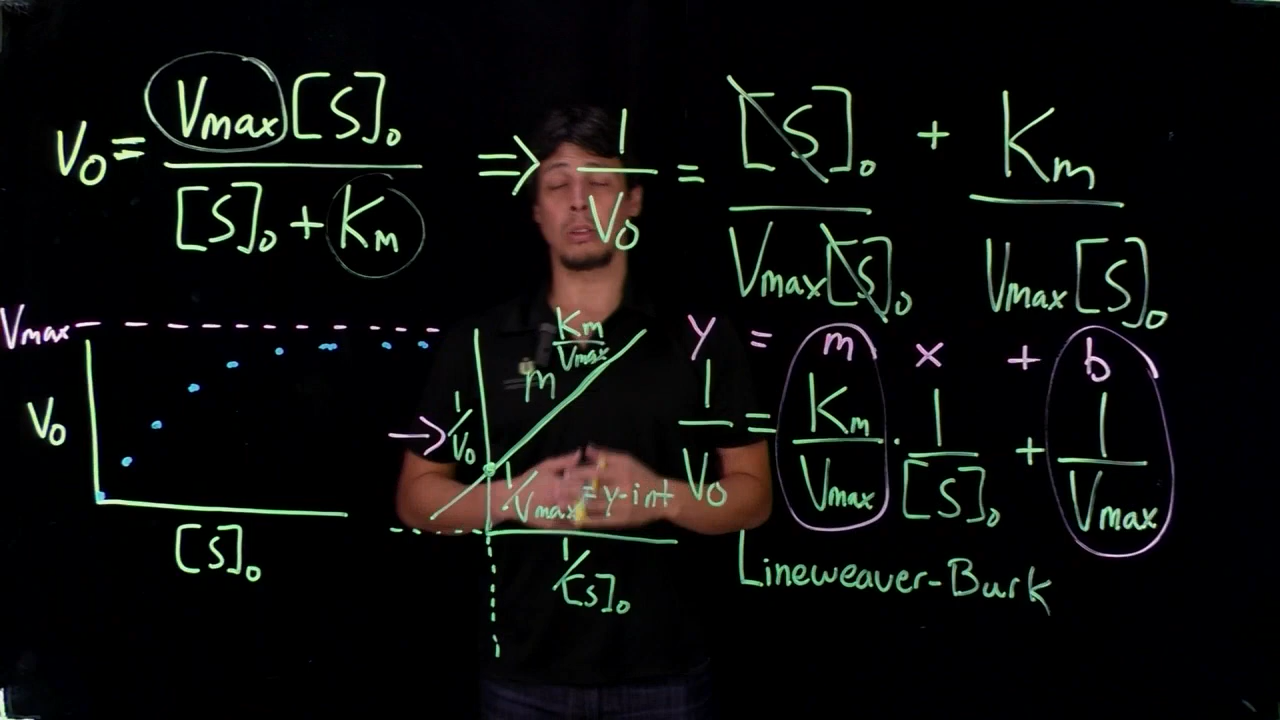 V₀ = Vmax[S]₀ / [S]₀ + Km ⇒ 1/V₀ = [S]₀ / Vmax[S]₀ + Km / Vmax[S]₀
Vmax
V₀
[S]₀
→ 1/V₀
Km/Vmax
m
1/Vmax = y-int
1/[S]₀
y = m x + b
1/V₀ = Km/Vmax · 1/[S]₀ + 1/Vmax
Lineweaver-Burk